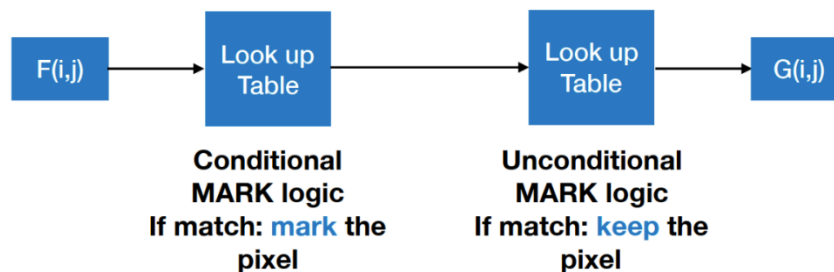 F(i,j)
Look up
Table
Look up
Table
G(i,j)
Conditional
MARK logic
If match: mark the
pixel
Unconditional
MARK logic
If match: keep the
pixel